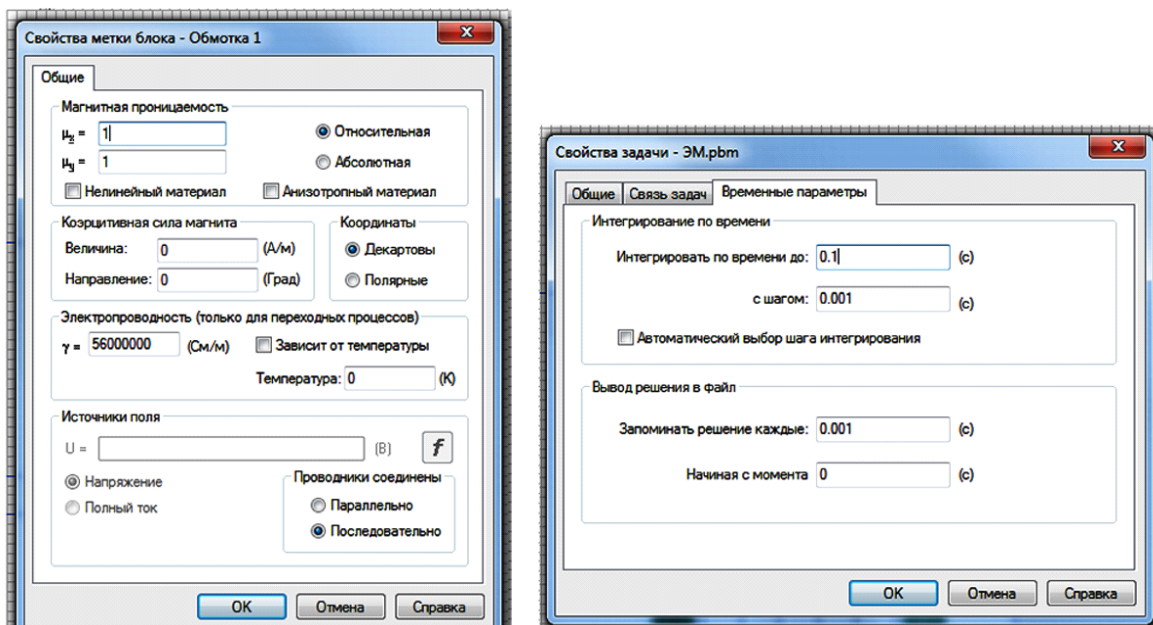 Свойства метки блока - Обмотка 1
Общие
Магнитная проницаемость
μx = 1
Относительная
μy = 1
Абсолютная
Нелинейный материал
Анизотропный материал
Коэрцитивная сила магнита
Координаты
Величина: 0 (А/м)
Декартовы
Направление: 0 (Град)
Полярные
Электропроводность (только для переходных процессов)
γ = 56000000 (См/м)
Зависит от температуры
Температура: 0 (К)
Источники поля
U = (В) f
Напряжение
Проводники соединены
Полный ток
Параллельно
Последовательно
OK Отмена Справка
Свойства задачи - ЭМ.pbm
Общие Связь задач Временные параметры
Интегрирование по времени
Интегрировать по времени до: 0.1 (с)
с шагом: 0.001 (с)
Автоматический выбор шага интегрирования
Вывод решения в файл
Запоминать решение каждые: 0.001 (с)
Начиная с момента 0 (с)
OK Отмена Справка